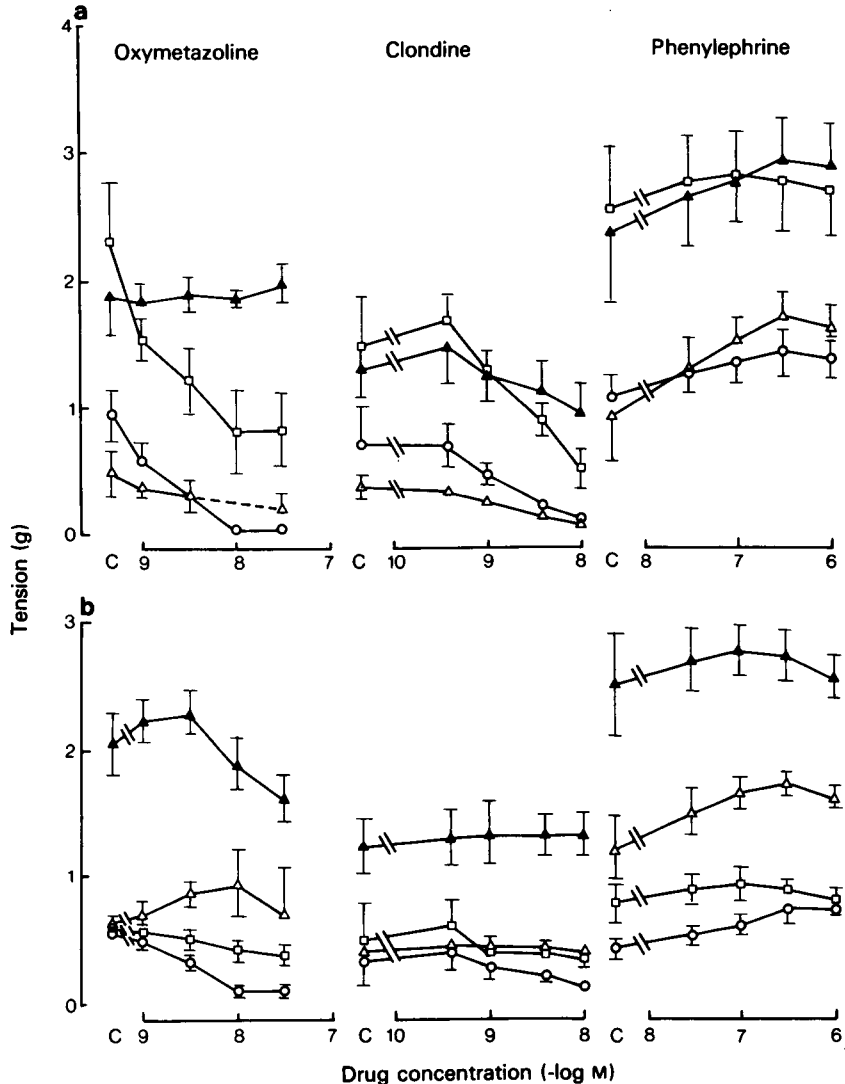 a
Oxymetazoline Clondine Phenylephrine
4
3
2
1
0
C 9 8 7 C 10 9 8 C 8 7 6
Tension (g)
b
3
2
1
0
C 9 8 7 C 10 9 8 C 8 7 6
Drug concentration (-log M)